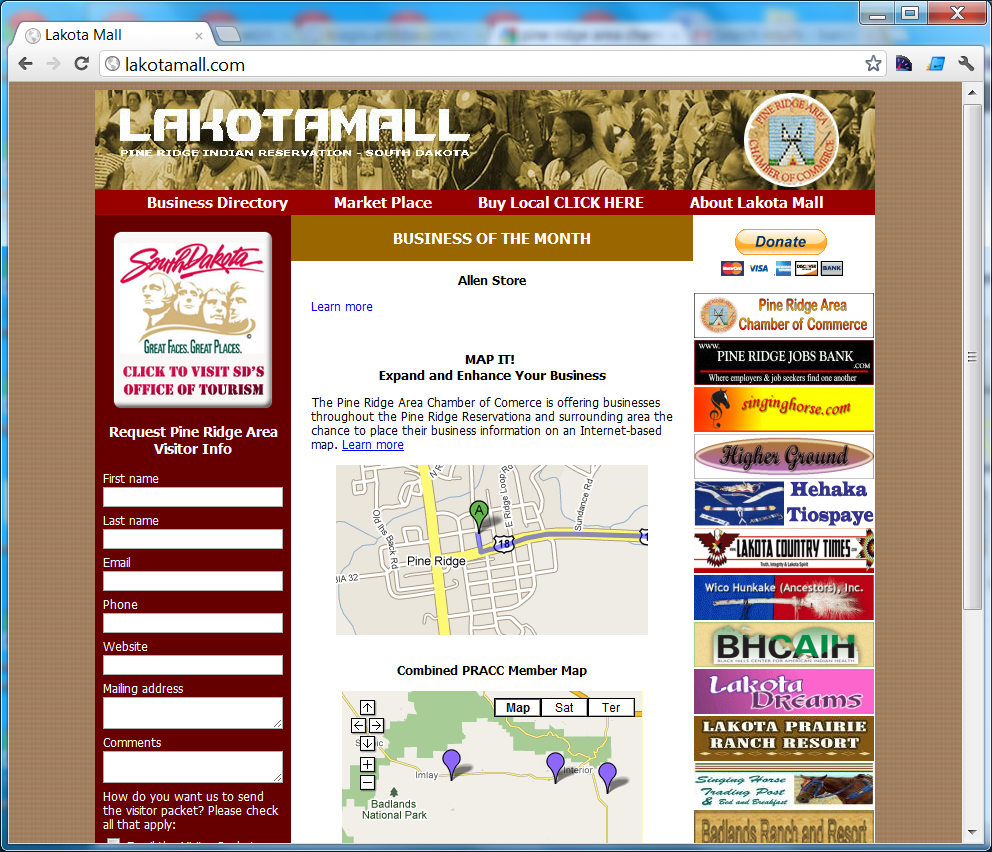 Lakota Mall
lakotamall.com
LAKOTAMALL
PINE RIDGE INDIAN RESERVATION - SOUTH DAKOTA
PINE RIDGE AREA
CHAMBER OF COMMERCE
Business Directory
Market Place
Buy Local CLICK HERE
About Lakota Mall
South Dakota
GREAT FACES. GREAT PLACES.
CLICK TO VISIT SD'S
OFFICE OF TOURISM
Request Pine Ridge Area
Visitor Info
First name
Last name
Email
Phone
Website
Mailing address
Comments
How do you want us to send
the visitor packet? Please check
all that apply:
BUSINESS OF THE MONTH
Allen Store
Learn more
MAP IT!
Expand and Enhance Your Business
The Pine Ridge Area Chamber of Comerce is offering businesses
throughout the Pine Ridge Reservationa and surrounding area the
chance to place their business information on an Internet-based
map. Learn more
Old Ins Back Rd
E Ridge Loop
Sundance Rd
A
18
Pine Ridge
BIA 32
Combined PRACC Member Map
Map
Sat
Ter
Imlay
Interior
Badlands
National Park
Donate
VISA
BANK
Pine Ridge Area
Chamber of Commerce
WWW.
PINE RIDGE JOBS BANK
.COM
Where employers & job seekers find one another
singinghorse.com
Higher Ground
Hehaka
Tiospaye
LAKOTA COUNTRY TIMES
Truth, Integrity & Lakota Spirit
Wico Hunkake (Ancestors), Inc.
BHCAIH
BLACK HILLS CENTER FOR AMERICAN INDIAN HEALTH
Lakota
Dreams
LAKOTA PRAIRIE
RANCH RESORT
Singing Horse
Trading Post
& Bed and Breakfast
Badlands Ranch and Resort